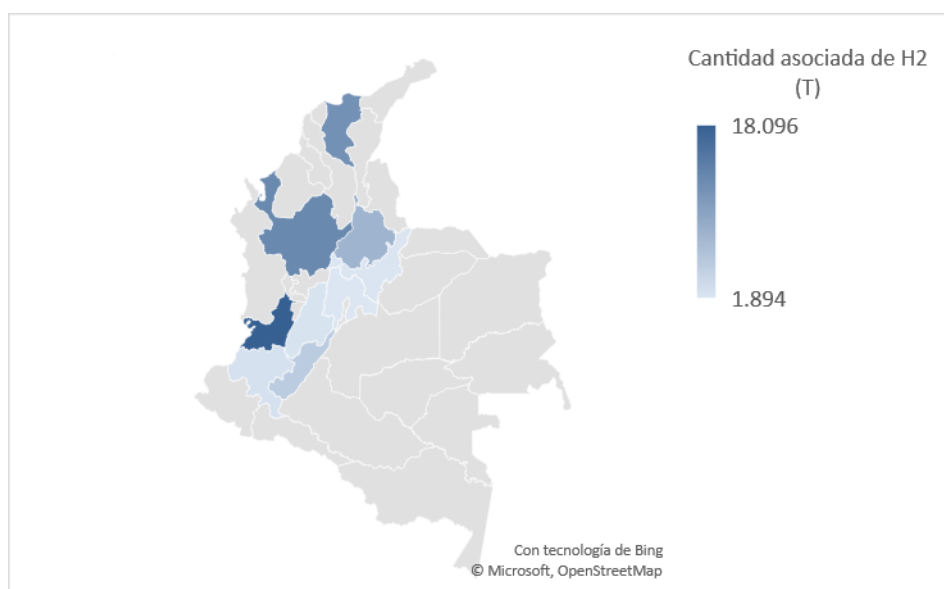 Cantidad asociada de H2
(T)
18.096
1.894
Con tecnología de Bing
© Microsoft, OpenStreetMap